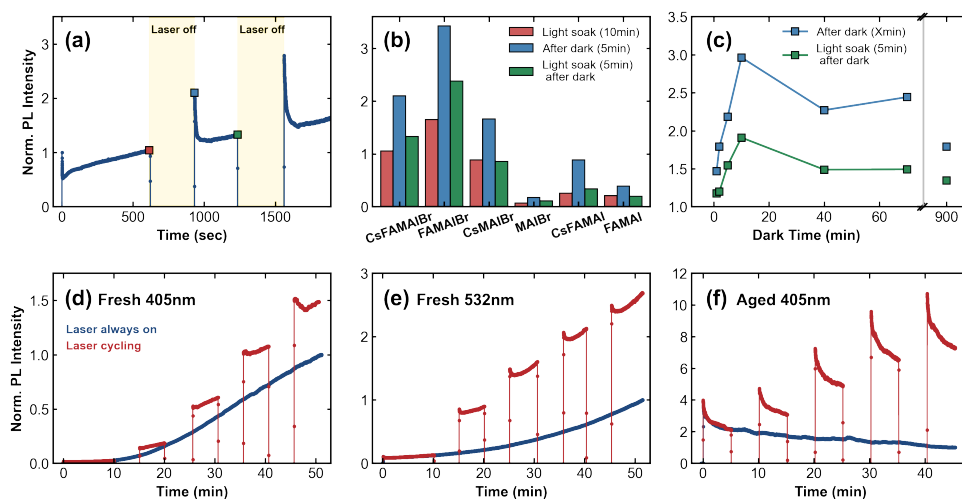 (a)
Laser off
Laser off
Norm. PL Intensity
3
2
1
0
0
500
1000
1500
Time (sec)
(b)
Light soak (10min)
After dark (5min)
Light soak (5min)
after dark
3
2
1
0
CsFAMAIBr
FAMAIBr
CsMAIBr
MAIBr
CsFAMAI
FAMAI
(c)
After dark (Xmin)
Light soak (5min)
after dark
3.5
3.0
2.5
2.0
1.5
1.0
0
20
40
60
900
Dark Time (min)
(d) Fresh 405nm
Laser always on
Laser cycling
Norm. PL Intensity
1.5
1.0
0.5
0.0
0
10
20
30
40
50
Time (min)
(e) Fresh 532nm
3
2
1
0
0
10
20
30
40
50
Time (min)
(f) Aged 405nm
12
10
8
6
4
2
0
0
10
20
30
40
Time (min)